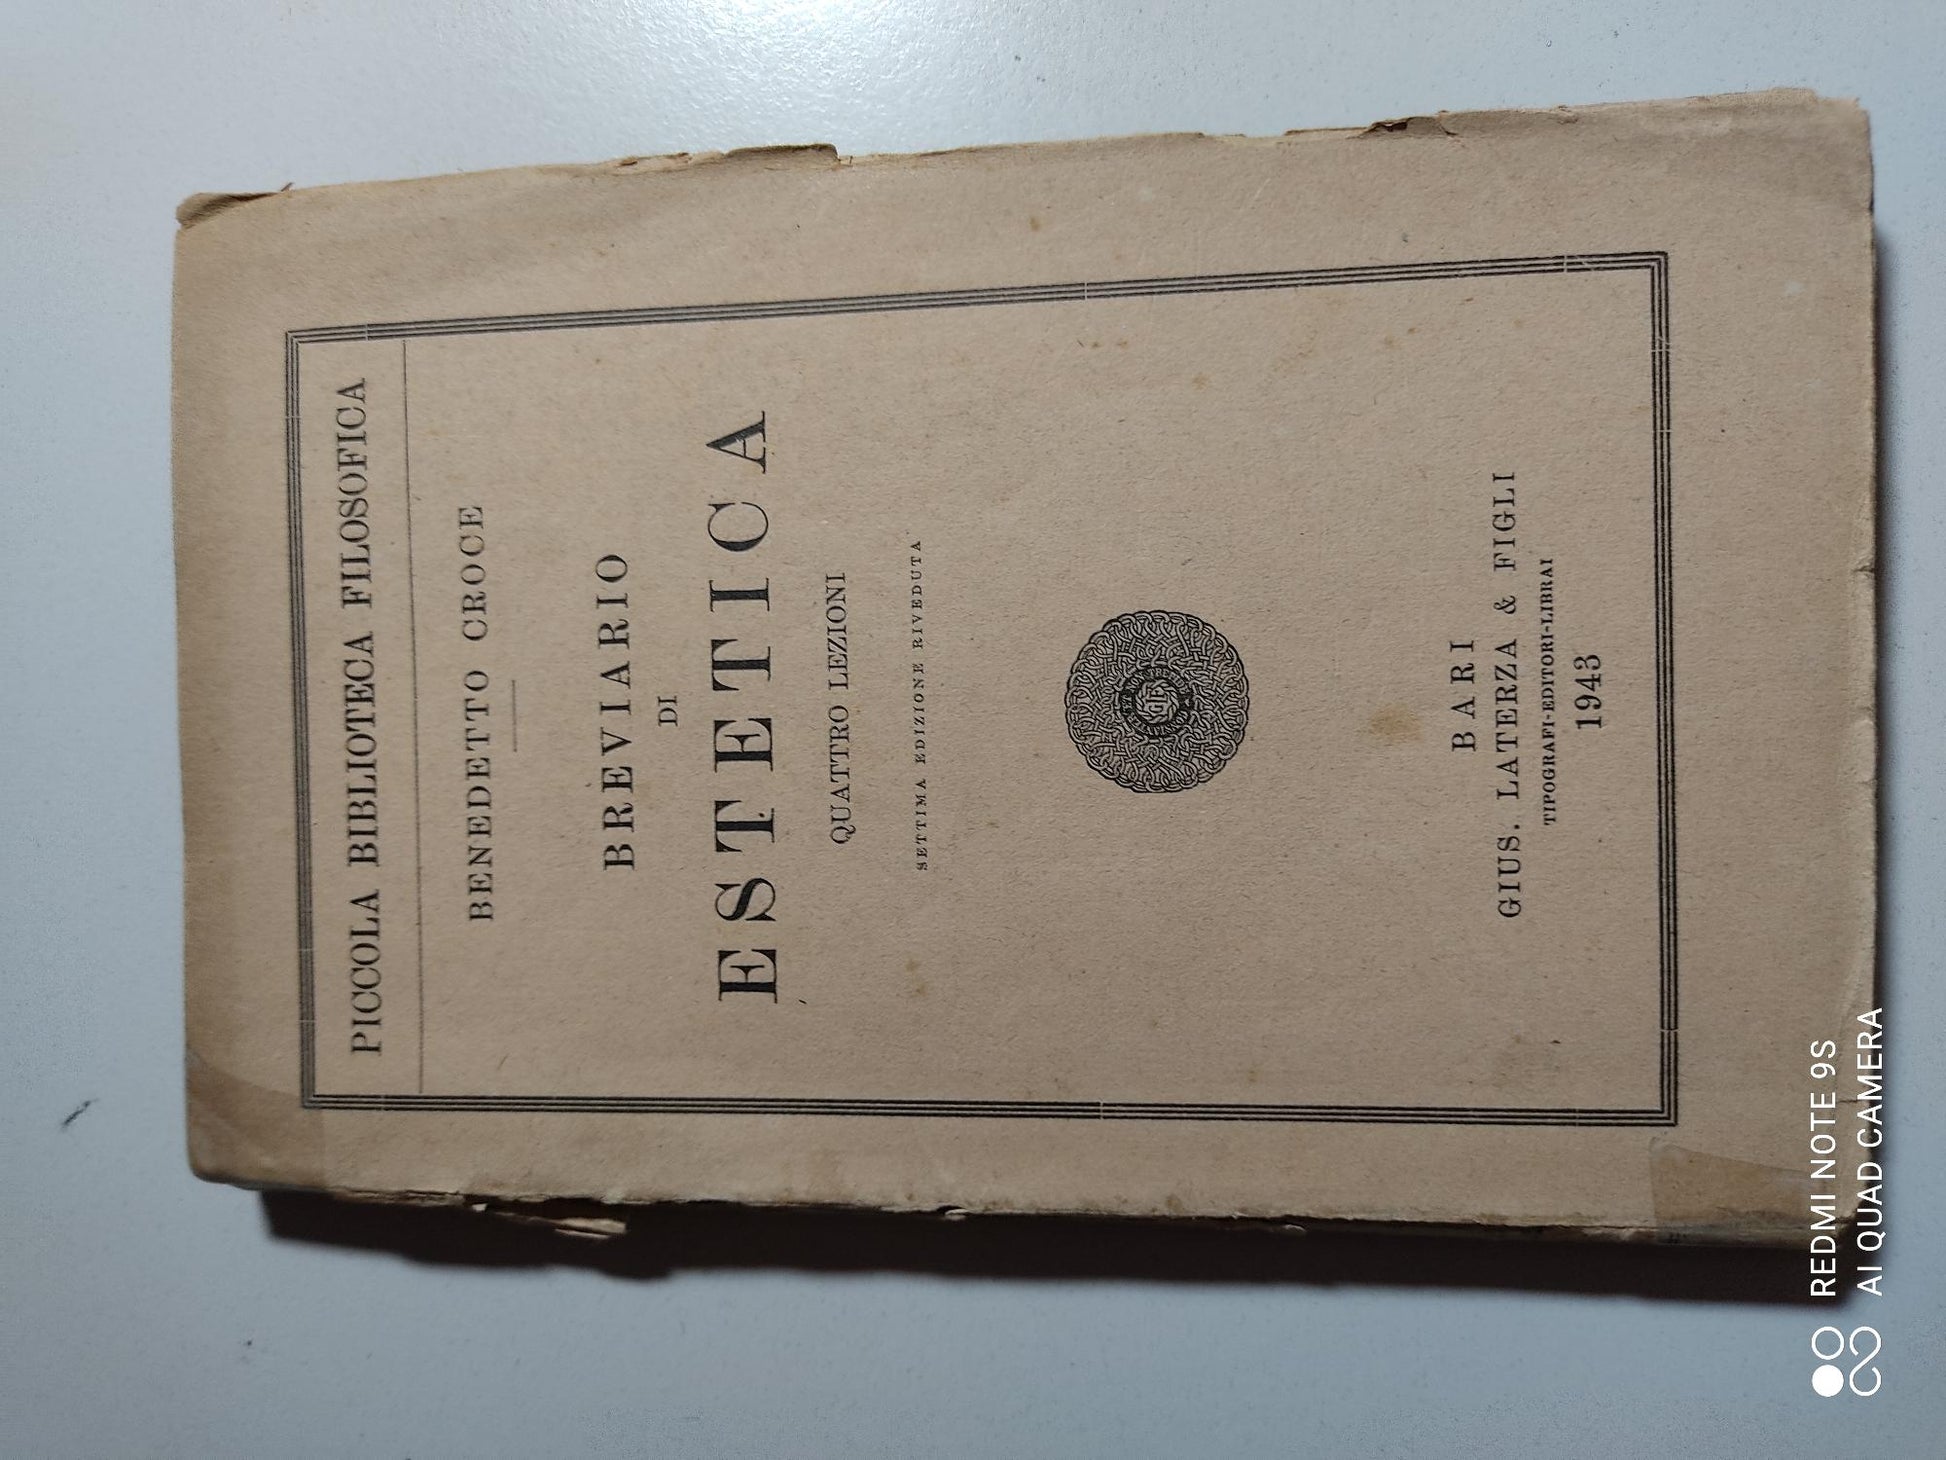 PICCOLA BIBLIOTECA FILOSOFICA
BENEDETTO CROCE
BREVIARIO
DI
ESTETICA
QUATTRO LEZIONI
SETTIMA EDIZIONE RIVEDUTA
BARI
GIUS. LATERZA & FIGLI
TIPOGRAFI-EDITORI-LIBRAI
1943
REDMI NOTE 9S
AI QUAD CAMERA